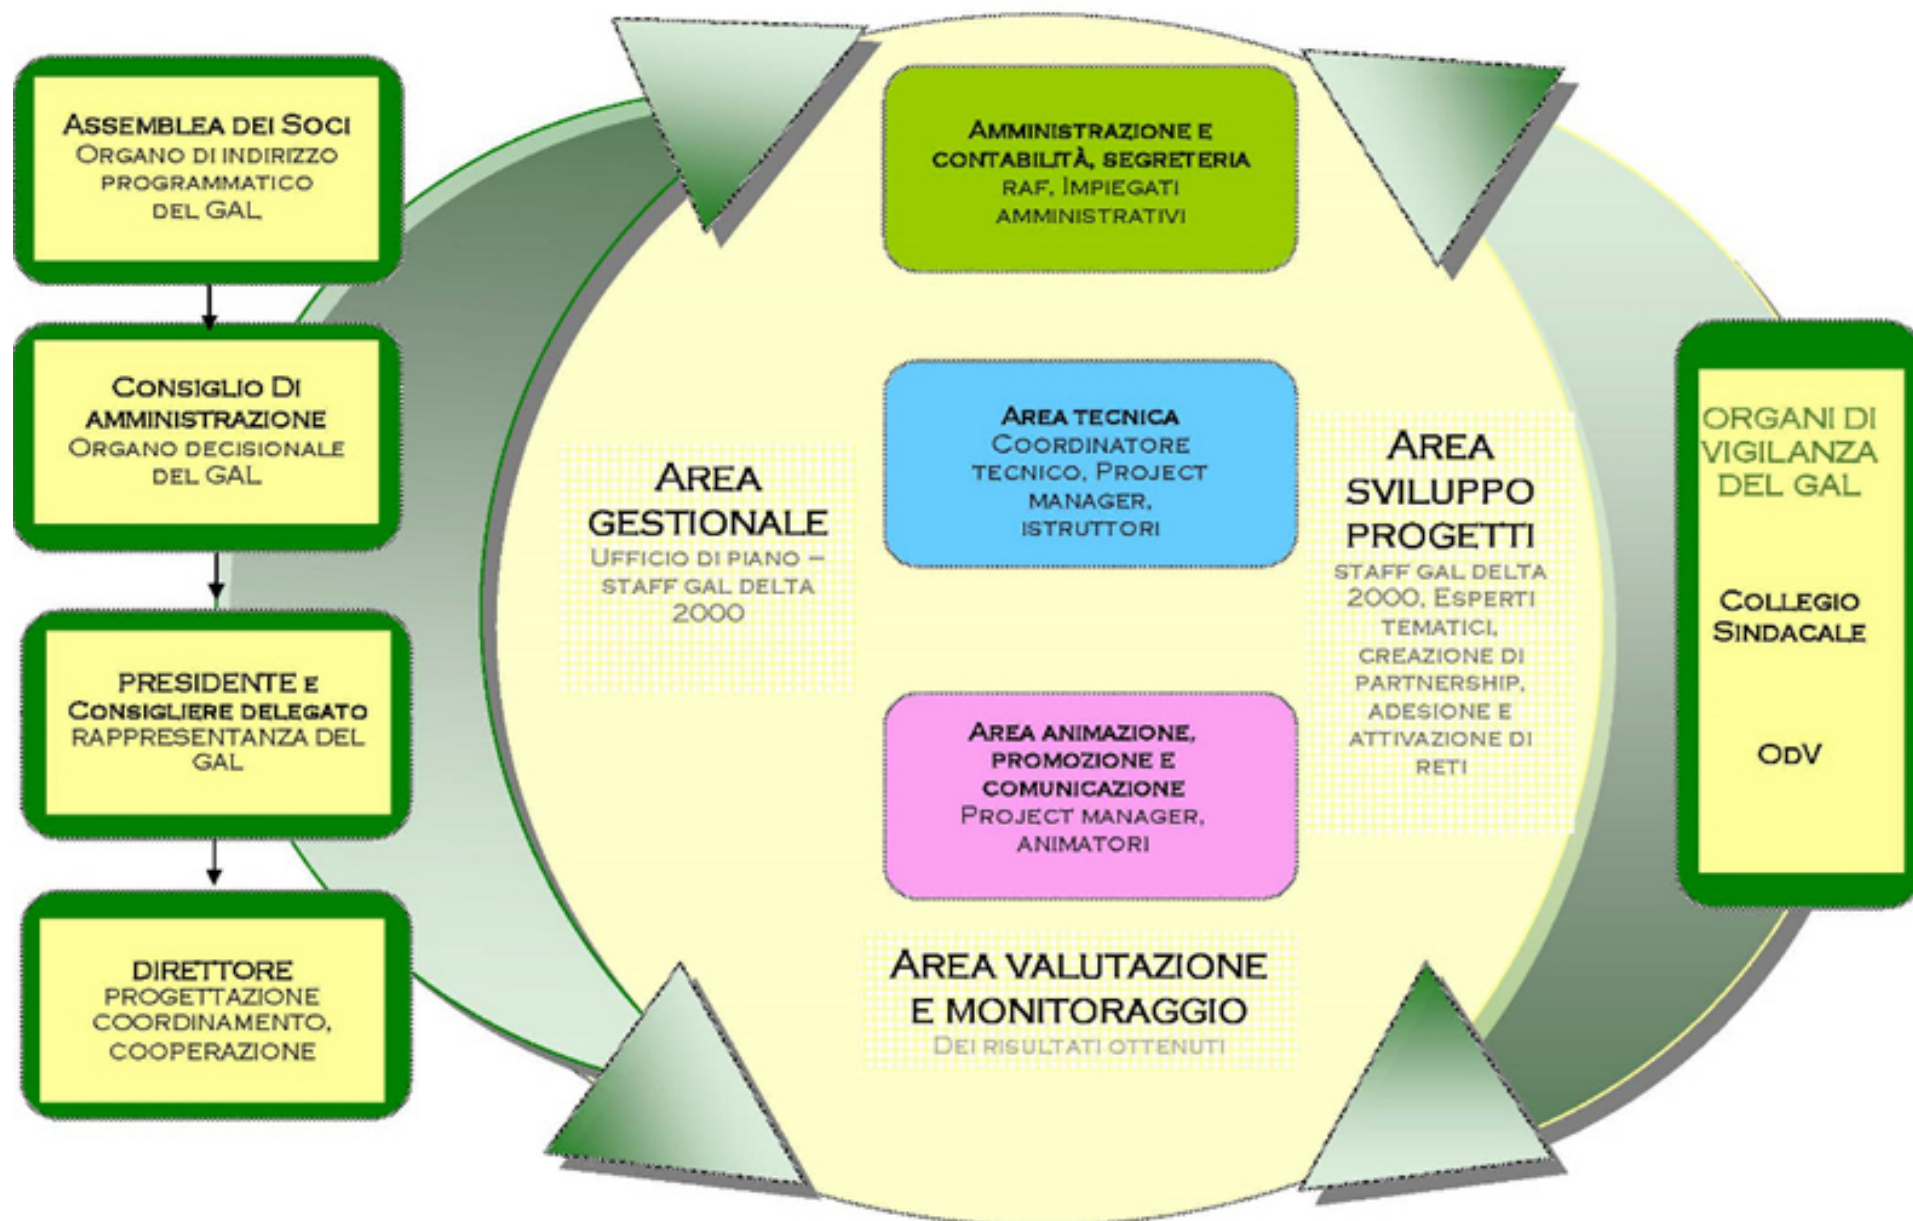 ASSEMBLEA DEI SOCI
ORGANO DI INDIRIZZO
PROGRAMMATICO
DEL GAL
CONSIGLIO DI
AMMINISTRAZIONE
ORGANO DECISIONALE
DEL GAL
PRESIDENTE E
CONSIGLIERE DELEGATO
RAPPRESENTANZA DEL
GAL
DIRETTORE
PROGETTAZIONE
COORDINAMENTO,
COOPERAZIONE
AREA
GESTIONALE
UFFICIO DI PIANO –
STAFF GAL DELTA
2000
AMMINISTRAZIONE E
CONTABILITÀ, SEGRETERIA
RAF, IMPIEGATI
AMMINISTRATIVI
AREA TECNICA
COORDINATORE
TECNICO, PROJECT
MANAGER,
ISTRUTTORI
AREA ANIMAZIONE,
PROMOZIONE E
COMUNICAZIONE
PROJECT MANAGER,
ANIMATORI
AREA VALUTAZIONE
E MONITORAGGIO
DEI RISULTATI OTTENUTI
AREA
SVILUPPO
PROGETTI
STAFF GAL DELTA
2000, ESPERTI
TEMATICI,
CREAZIONE DI
PARTNERSHIP,
ADESIONE E
ATTIVAZIONE DI
RETI
ORGANI DI
VIGILANZA
DEL GAL
COLLEGIO
SINDACALE
ODV